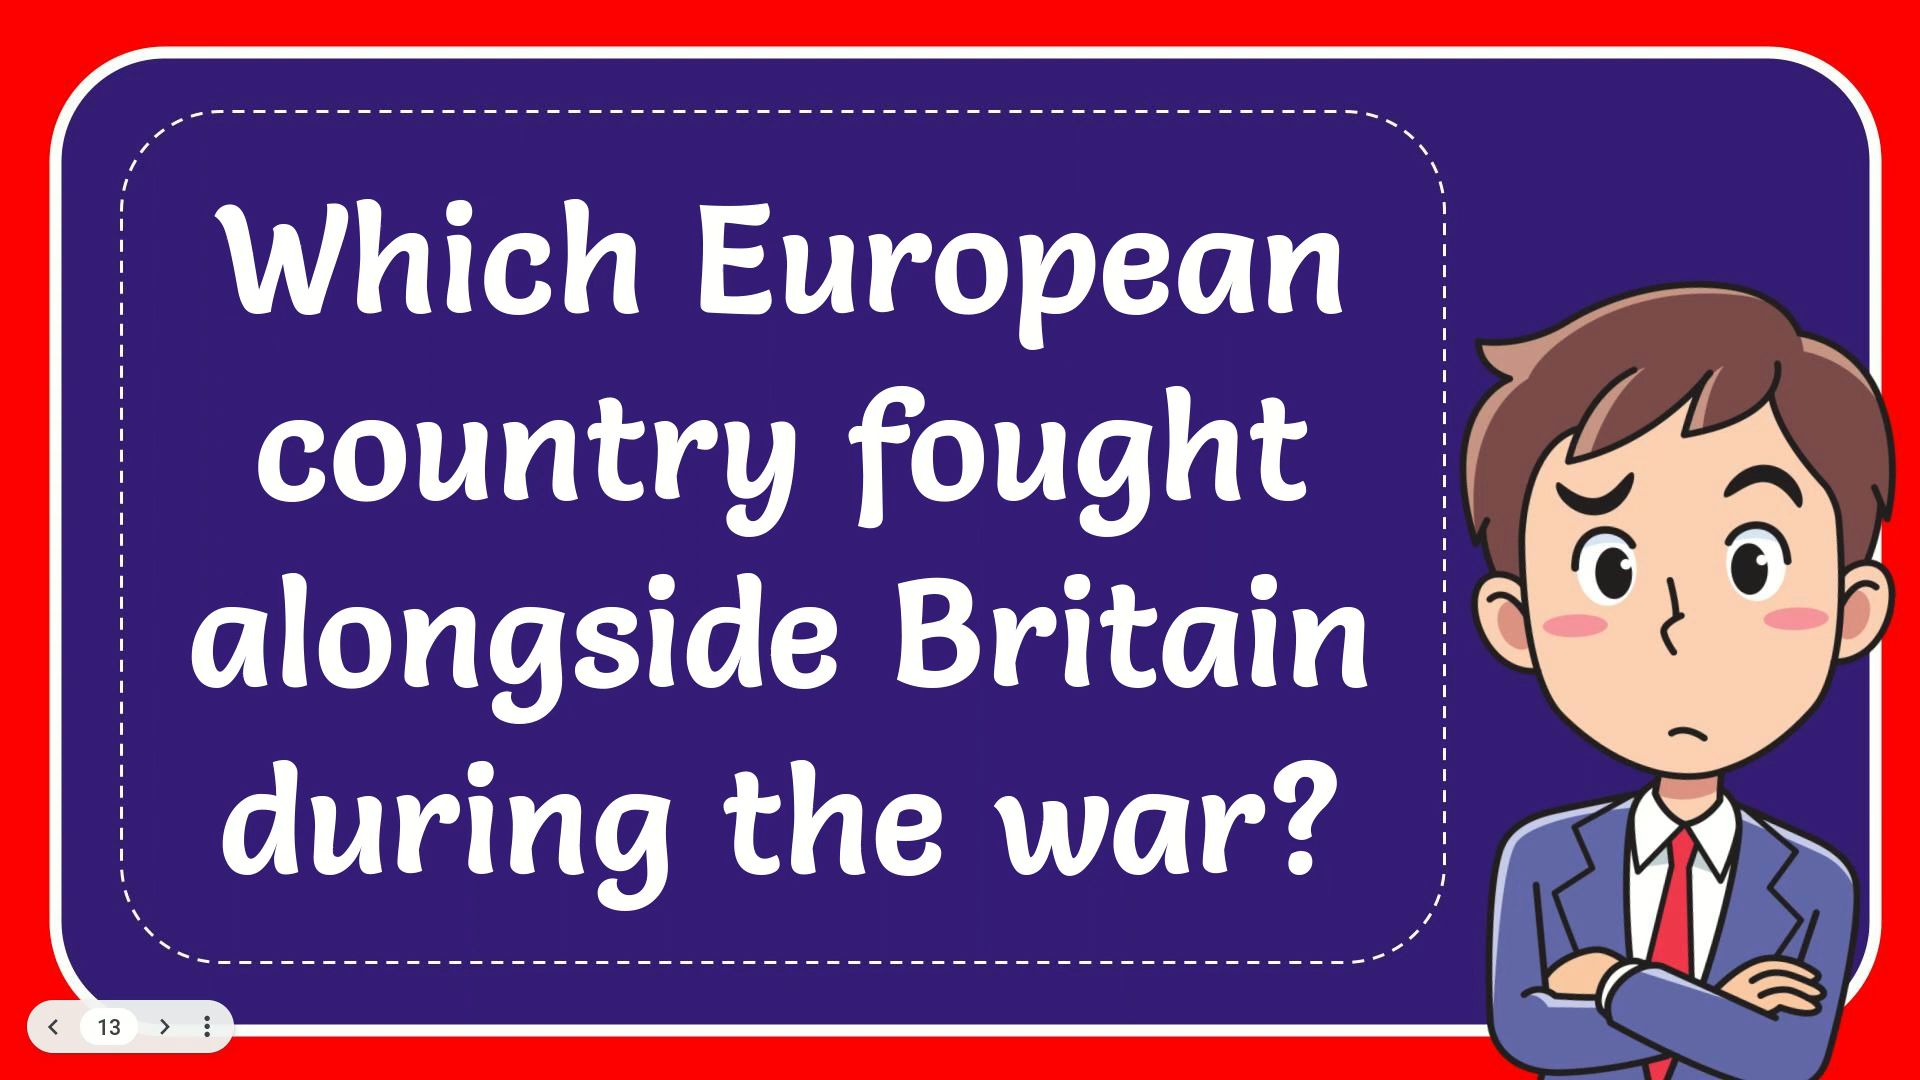 Which European
country fought
alongside Britain
during the war?
13